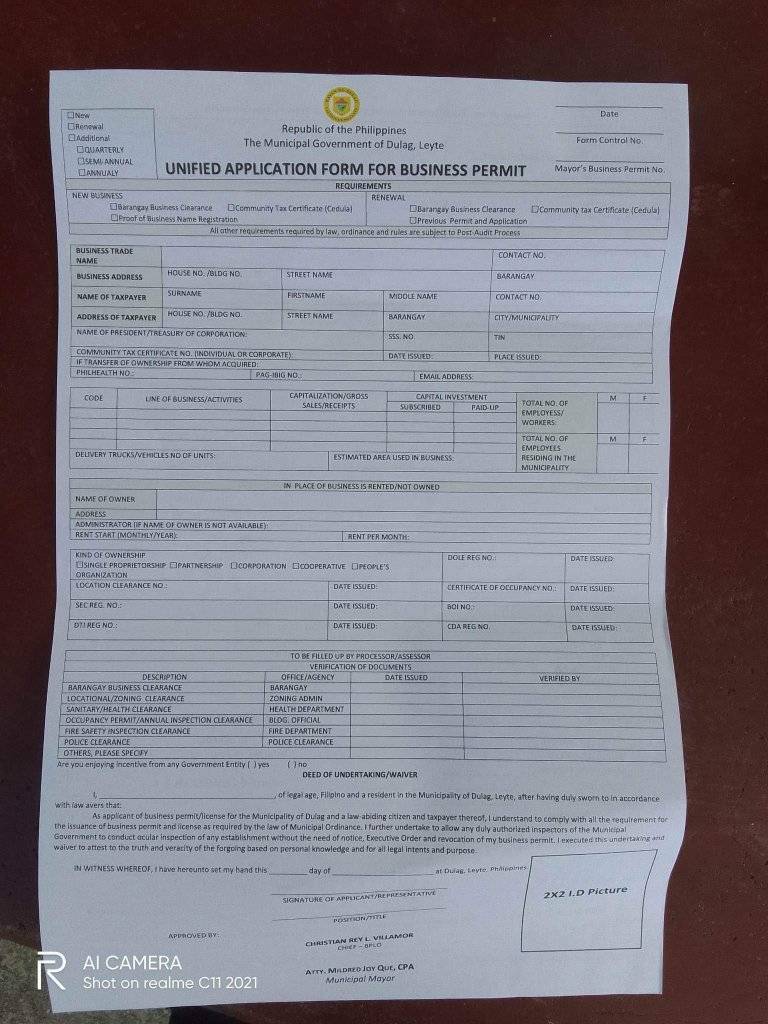 ☐New
☐Renewal
☐Additional
☐QUARTERLY
☐SEMI-ANNUAL
☐ANNUALY
Republic of the Philippines
The Municipal Government of Dulag, Leyte
UNIFIED APPLICATION FORM FOR BUSINESS PERMIT
Date
Form Control No.
Mayor's Business Permit No.
REQUIREMENTS
NEW BUSINESS
☐Barangay Business Clearance ☐Community Tax Certificate (Cedula)
☐Proof of Business Name Registration
RENEWAL
☐Barangay Business Clearance ☐Community tax Certificate (Cedula)
☐Previous Permit and Application
All other requirements required by law, ordinance and rules are subject to Post-Audit Process
BUSINESS TRADE NAME CONTACT NO.
BUSINESS ADDRESS HOUSE NO. /BLDG NO. STREET NAME BARANGAY
NAME OF TAXPAYER SURNAME FIRSTNAME MIDDLE NAME CONTACT NO.
ADDRESS OF TAXPAYER HOUSE NO. /BLDG NO. STREET NAME BARANGAY CITY/MUNICIPALITY
NAME OF PRESIDENT/TREASURY OF CORPORATION: SSS. NO. TIN
COMMUNITY TAX CERTIFICATE NO. (INDIVIDUAL OR CORPORATE): DATE ISSUED: PLACE ISSUED:
IF TRANSFER OF OWNERSHIP FROM WHOM ACQUIRED:
PHILHEALTH NO.: PAG-IBIG NO.: EMAIL ADDRESS:
CODE LINE OF BUSINESS/ACTIVITIES CAPITALIZATION/GROSS SALES/RECEIPTS CAPITAL INVESTMENT
SUBSCRIBED PAID-UP
TOTAL NO. OF EMPLOYESS/ WORKERS: M F
TOTAL NO. OF EMPLOYEES RESIDING IN THE MUNICIPALITY M F
DELIVERY TRUCKS/VEHICLES NO OF UNITS: ESTIMATED AREA USED IN BUSINESS:
IN PLACE OF BUSINESS IS RENTED/NOT OWNED
NAME OF OWNER
ADDRESS
ADMINISTRATOR (IF NAME OF OWNER IS NOT AVAILABLE):
RENT START (MONTHLY/YEAR): RENT PER MONTH:
KIND OF OWNERSHIP
☐SINGLE PROPRIETORSHIP ☐PARTNERSHIP ☐CORPORATION ☐COOPERATIVE ☐PEOPLE'S
ORGANIZATION
DOLE REG NO.: DATE ISSUED:
LOCATION CLEARANCE NO.: DATE ISSUED: CERTIFICATE OF OCCUPANCY NO.: DATE ISSUED:
SEC REG. NO.: DATE ISSUED: BOI NO.: DATE ISSUED:
DTI REG NO.: DATE ISSUED: CDA REG NO. DATE ISSUED:
TO BE FILLED UP BY PROCESSOR/ASSESSOR
VERIFICATION OF DOCUMENTS
DESCRIPTION OFFICE/AGENCY DATE ISSUED VERIFIED BY
BARANGAY BUSINESS CLEARANCE BARANGAY
LOCATIONAL/ZONING CLEARANCE ZONING ADMIN
SANITARY/HEALTH CLEARANCE HEALTH DEPARTMENT
OCCUPANCY PERMIT/ANNUAL INSPECTION CLEARANCE BLDG. OFFICIAL
FIRE SAFETY INSPECTION CLEARANCE FIRE DEPARTMENT
POLICE CLEARANCE POLICE CLEARANCE
OTHERS, PLEASE SPECIFY
Are you enjoying incentive from any Government Entity ( ) yes ( ) no
DEED OF UNDERTAKING/WAIVER
I, ____________________, of legal age, Filipino and a resident in the Municipality of Dulag, Leyte, after having duly sworn to in accordance
with law avers that:
As applicant of business permit/license for the Municipality of Dulag and a law-abiding citizen and taxpayer thereof, I understand to comply with all the requirement for
the issuance of business permit and license as required by the law of Municipal Ordinance. I further undertake to allow any duly authorized inspectors of the Municipal
Government to conduct ocular inspection of any establishment without the need of notice, Executive Order and revocation of my business permit. I executed this undertaking and
waiver to attest to the truth and veracity of the forgoing based on personal knowledge and for all legal intents and purpose.
IN WITNESS WHEREOF, I have hereunto set my hand this ________ day of ____________________ at Dulag, Leyte. Philippines
SIGNATURE OF APPLICANT/REPRESENTATIVE
POSITION/TITLE
2X2 I.D Picture
APPROVED BY:
CHRISTIAN REY L. VILLAMOR
CHIEF – BPLO
ATTY. MILDRED JOY QUE, CPA
Municipal Mayor
R
AI CAMERA
Shot on realme C11 2021